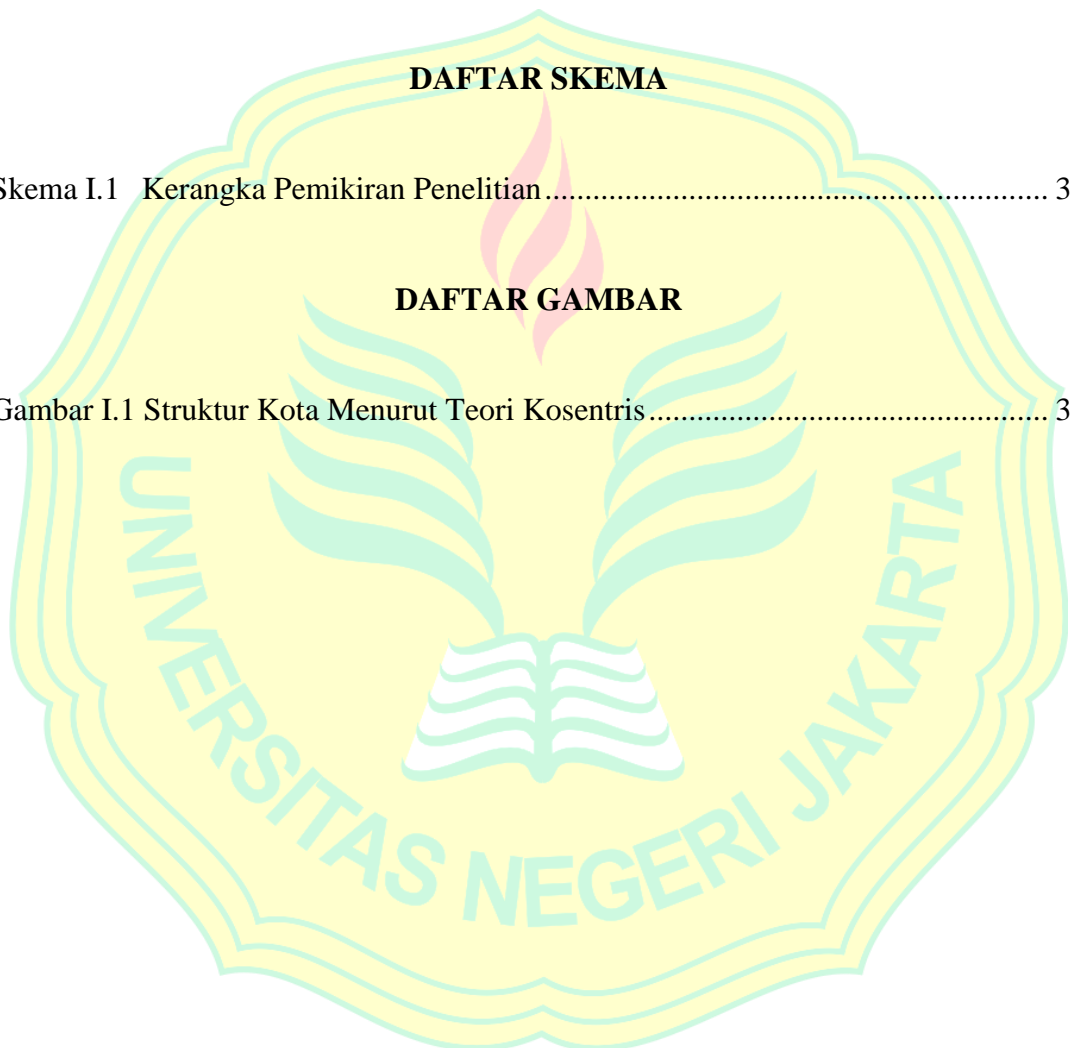 DAFTAR SKEMA
Skema I.1 Kerangka Pemikiran Penelitian.................................................................... 3
DAFTAR GAMBAR
Gambar I.1 Struktur Kota Menurut Teori Kosentris...................................................... 3
UNIVERSITAS NEGERI JAKARTA